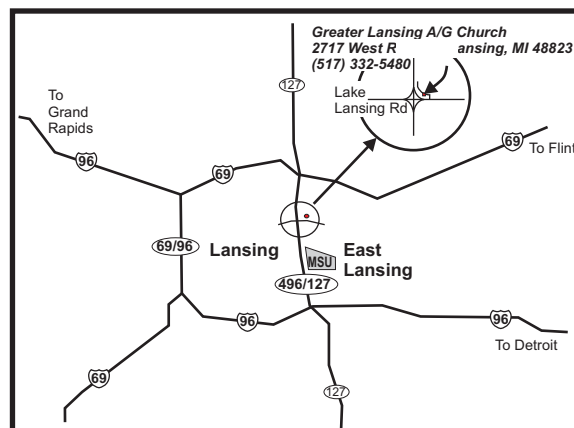 Greater Lansing A/G Church
2717 West R ansing, MI 48823
(517) 332-5480
127
Lake
Lansing Rd
To
Grand
Rapids
96
69
69
To Flint
69/96
Lansing
MSU
East
Lansing
496/127
96
96
To Detroit
69
127